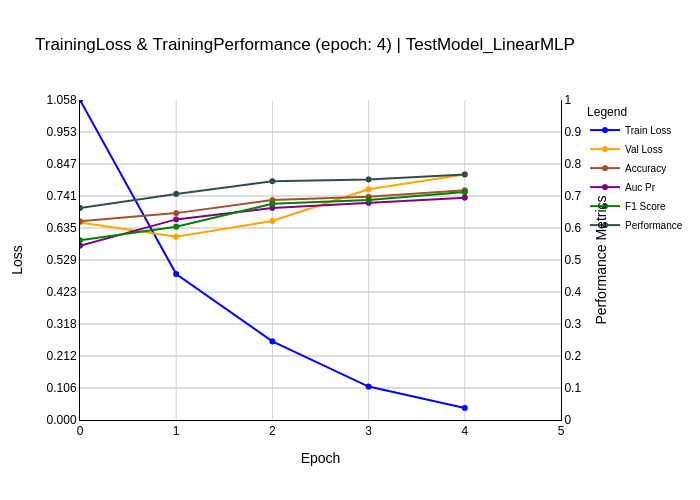 TrainingLoss & TrainingPerformance (epoch: 4) | TestModel_LinearMLP
1.058
0.953
0.847
0.741
0.635
0.529
0.423
0.318
0.212
0.106
0.000
Loss
0
1
2
3
4
5
Epoch
1
0.9
0.8
0.7
0.6
0.5
0.4
0.3
0.2
0.1
0
Performance Metrics
Legend
Train Loss
Val Loss
Accuracy
Auc Pr
F1 Score
Performance